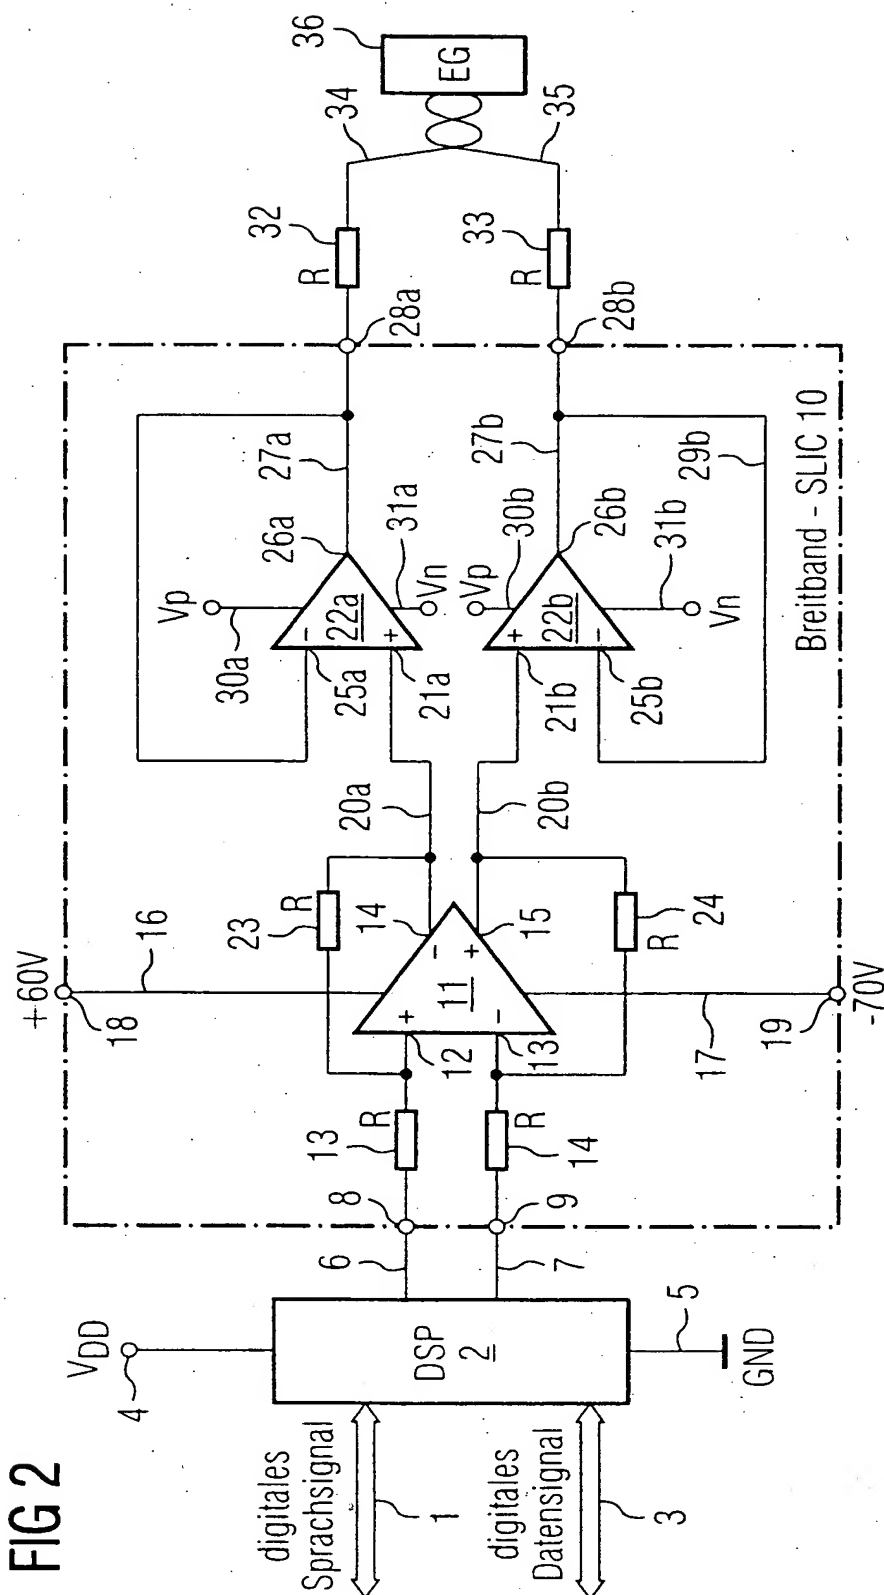 FIG 2
digitales
Sprachsignal
1
digitales
Datensignal
3
VDD
4
DSP
2
5
GND
6
7
8
9
13
R
14
R
+60V
18
16
12
13
+
-
11
-
+
14
15
23
R
24
R
17
19
-70V
20a
20b
Vp
30a
25a
-
22a
+
21a
26a
31a
Vn
27a
Vp
30b
21b
+
22b
-
25b
26b
31b
Vn
27b
29b
Breitband - SLIC 10
28a
28b
R
32
R
33
34
35
EG
36